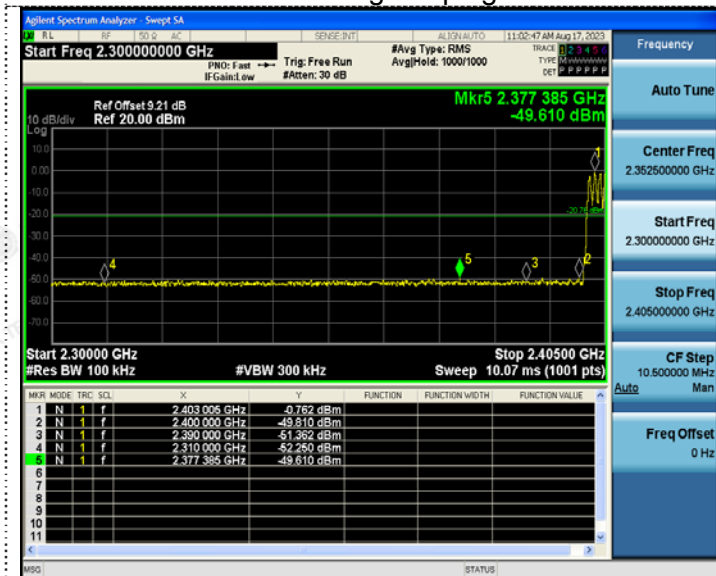 Agilent Spectrum Analyzer - Swept SA
RL RF 50 Ω AC SENSE:INT ALIGN AUTO 11:02:47 AM Aug 17, 2023
Start Freq 2.300000000 GHz
PNO: Fast
IFGain:Low
Trig: Free Run
#Atten: 30 dB
#Avg Type: RMS
Avg|Hold: 1000/1000
TRACE 1 2 3 4 5 6
TYPE M
DET P P P P P P
Frequency
Mkr5 2.377 385 GHz
-49.610 dBm
Ref Offset 9.21 dB
10 dB/div Ref 20.00 dBm
Log
10.0
0.00
-10.0
-20.0
-30.0
-40.0
-50.0
-60.0
-70.0
1
4
5
3
2
Start 2.30000 GHz Stop 2.40500 GHz
#Res BW 100 kHz #VBW 300 kHz Sweep 10.07 ms (1001 pts)
MKR MODE TRC SCL X Y FUNCTION FUNCTION WIDTH FUNCTION VALUE
1 N 1 f 2.403 005 GHz -0.762 dBm
2 N 1 f 2.400 000 GHz -49.810 dBm
3 N 1 f 2.390 000 GHz -51.362 dBm
4 N 1 f 2.310 000 GHz -52.250 dBm
5 N 1 f 2.377 385 GHz -49.610 dBm
6
7
8
9
10
11
MSG STATUS
Auto Tune
Center Freq
2.352500000 GHz
Start Freq
2.300000000 GHz
Stop Freq
2.405000000 GHz
CF Step
10.500000 MHz
Auto Man
Freq Offset
0 Hz